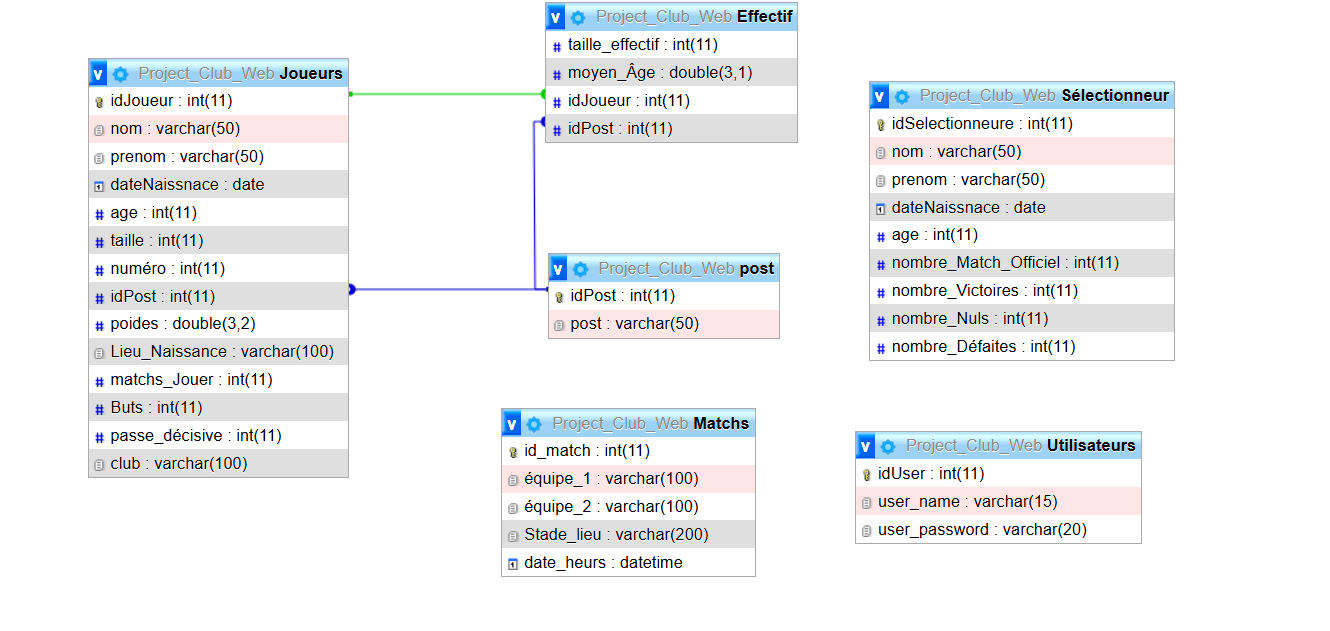 v Project_Club_Web Effectif
taille_effectif : int(11)
moyen_Âge : double(3,1)
idJoueur : int(11)
idPost : int(11)
v Project_Club_Web Joueurs
idJoueur : int(11)
nom : varchar(50)
prenom : varchar(50)
dateNaissnace : date
age : int(11)
taille : int(11)
numéro : int(11)
idPost : int(11)
poides : double(3,2)
Lieu_Naissance : varchar(100)
matchs_Jouer : int(11)
Buts : int(11)
passe_décisive : int(11)
club : varchar(100)
v Project_Club_Web Sélectionneur
idSelectionneure : int(11)
nom : varchar(50)
prenom : varchar(50)
dateNaissnace : date
age : int(11)
nombre_Match_Officiel : int(11)
nombre_Victoires : int(11)
nombre_Nuls : int(11)
nombre_Défaites : int(11)
v Project_Club_Web post
idPost : int(11)
post : varchar(50)
v Project_Club_Web Matchs
id_match : int(11)
équipe_1 : varchar(100)
équipe_2 : varchar(100)
Stade_lieu : varchar(200)
date_heurs : datetime
v Project_Club_Web Utilisateurs
idUser : int(11)
user_name : varchar(15)
user_password : varchar(20)